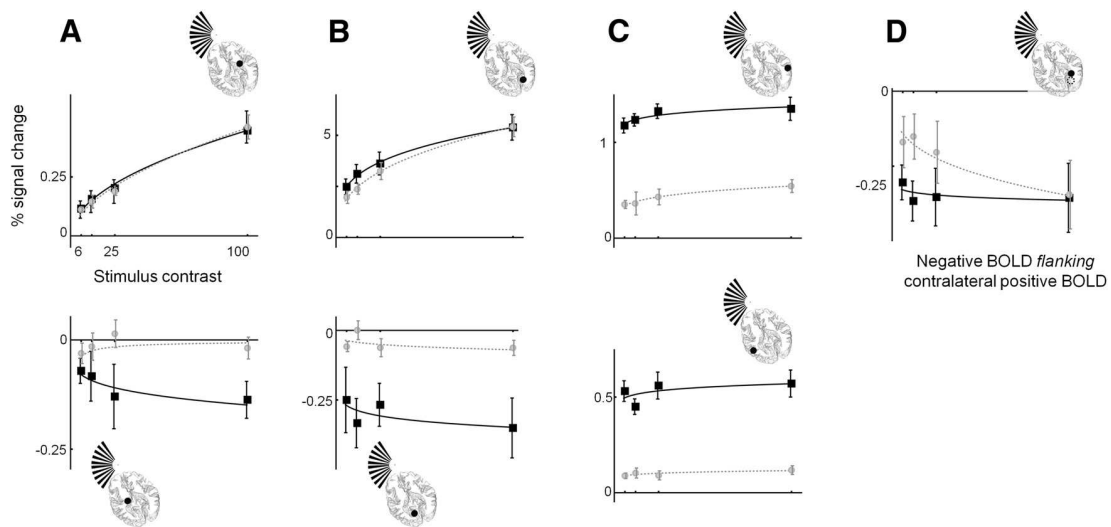 A
B
C
D
% signal change
0.25
0
6
25
100
Stimulus contrast
5
0
1
0
0
-0.25
Negative BOLD flanking
contralateral positive BOLD
0
-0.25
0
-0.25
0.5
0